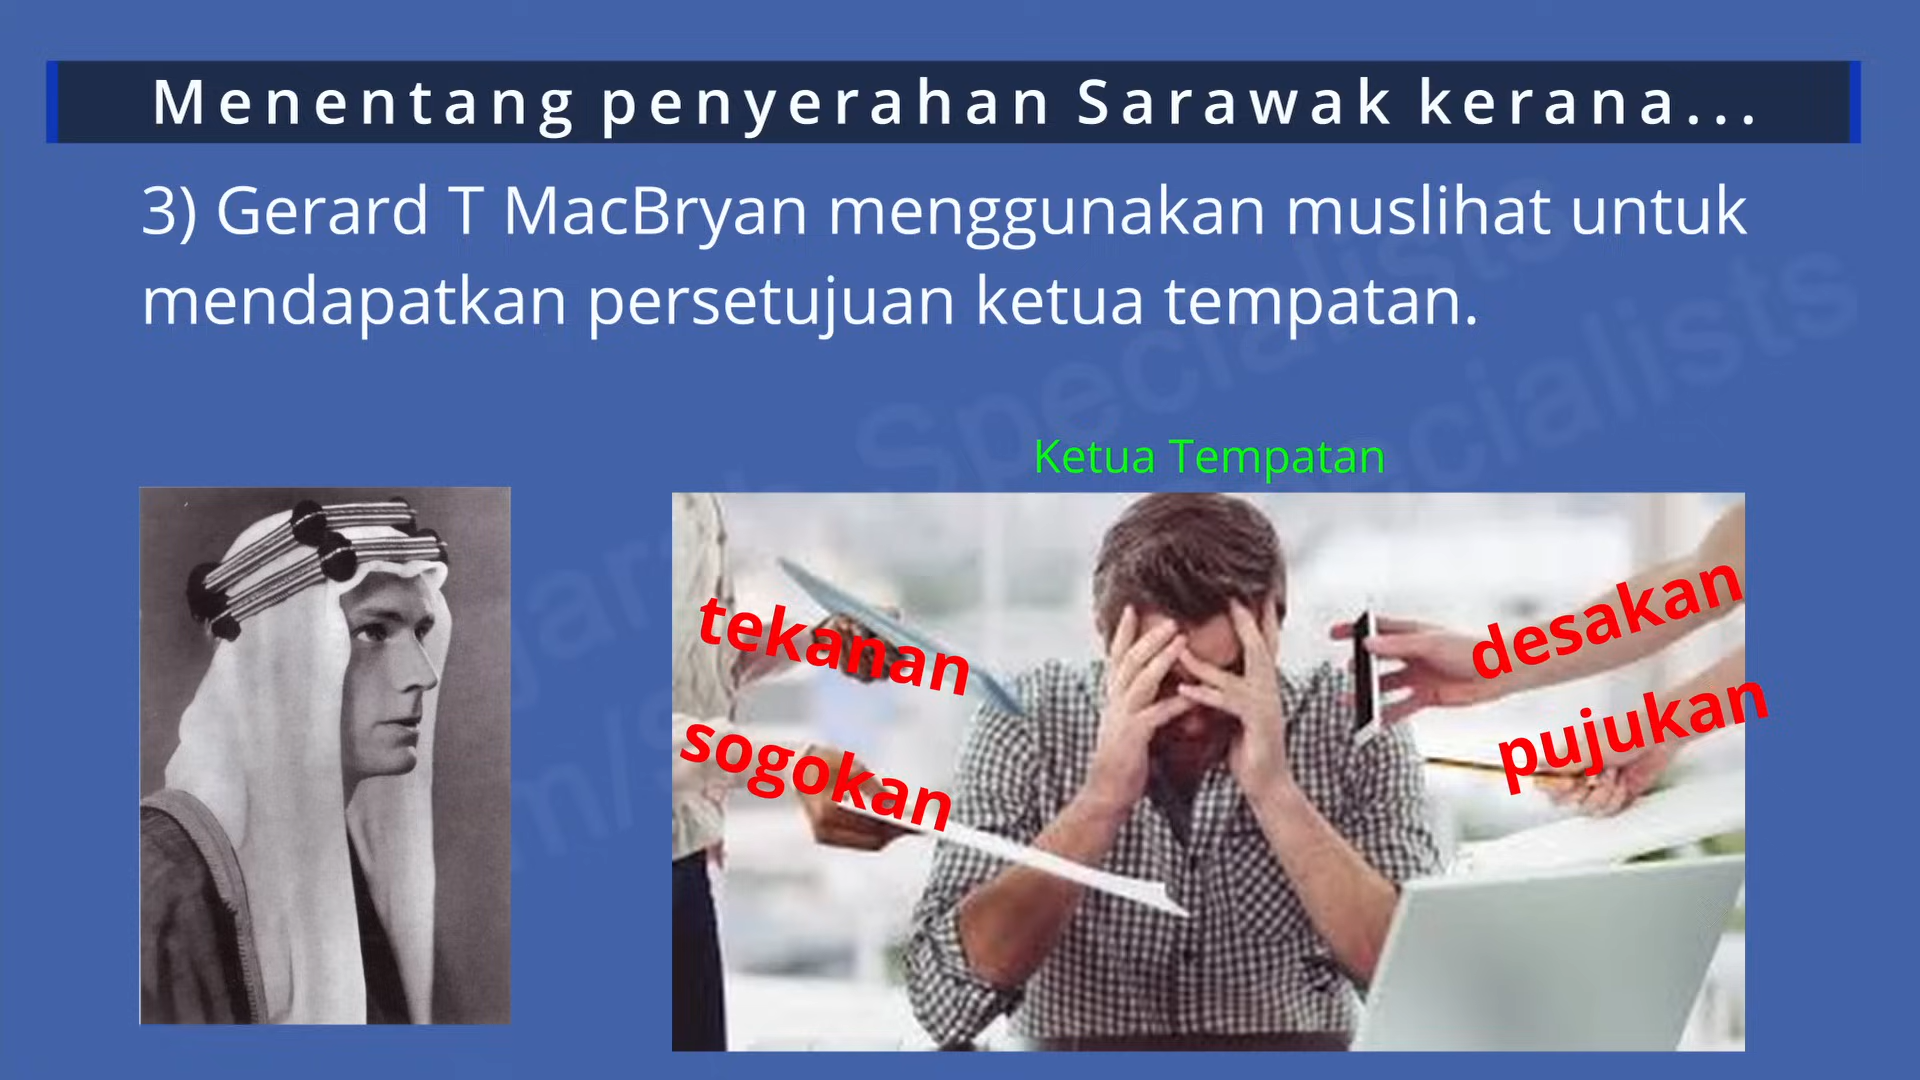 Menentang penyerahan Sarawak kerana...
3) Gerard T MacBryan menggunakan muslihat untuk
mendapatkan persetujuan ketua tempatan.
Ketua Tempatan
tekanan
sogokan
desakan
pujukan
Specialists